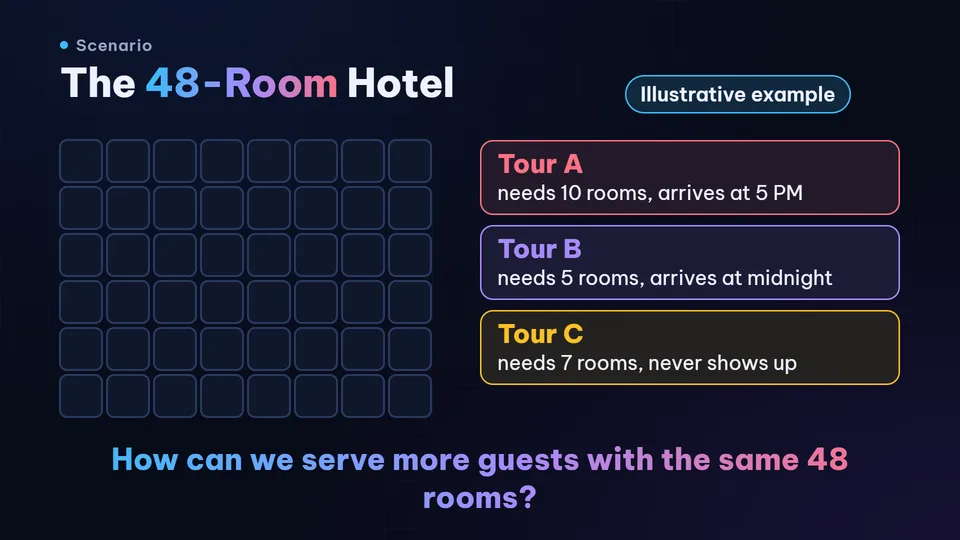 Scenario
The 48-Room Hotel
Illustrative example
Tour A
needs 10 rooms, arrives at 5 PM
Tour B
needs 5 rooms, arrives at midnight
Tour C
needs 7 rooms, never shows up
How can we serve more guests with the same 48
rooms?